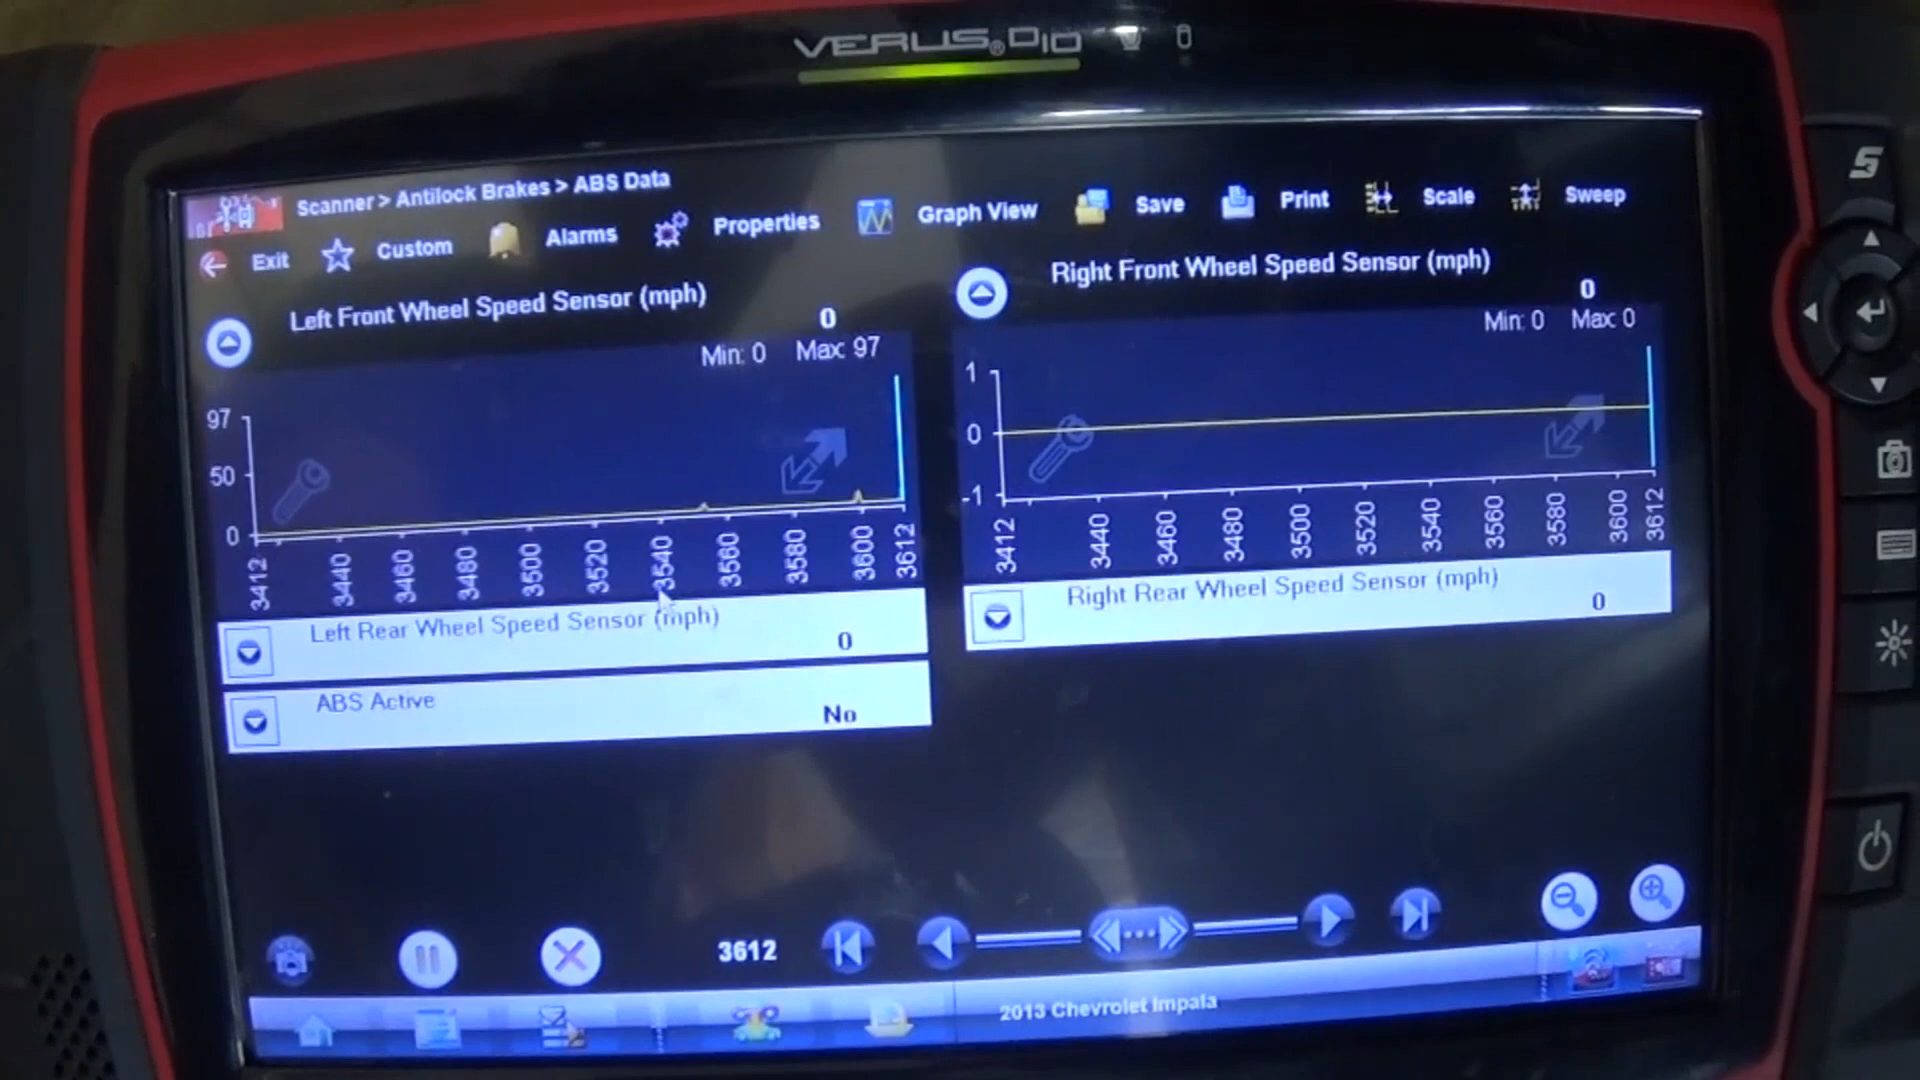 VERUS® D10
Scanner > Antilock Brakes > ABS Data
Exit Custom Alarms Properties Graph View Save Print Scale Sweep
Left Front Wheel Speed Sensor (mph)
0
Min: 0 Max: 97
97
50
0
3412 3440 3460 3480 3500 3520 3540 3560 3580 3600 3612
Left Rear Wheel Speed Sensor (mph)
0
ABS Active
No
Right Front Wheel Speed Sensor (mph)
0
Min: 0 Max: 0
1
0
-1
3412 3440 3460 3480 3500 3520 3540 3560 3580 3600 3612
Right Rear Wheel Speed Sensor (mph)
0
3612
2013 Chevrolet Impala